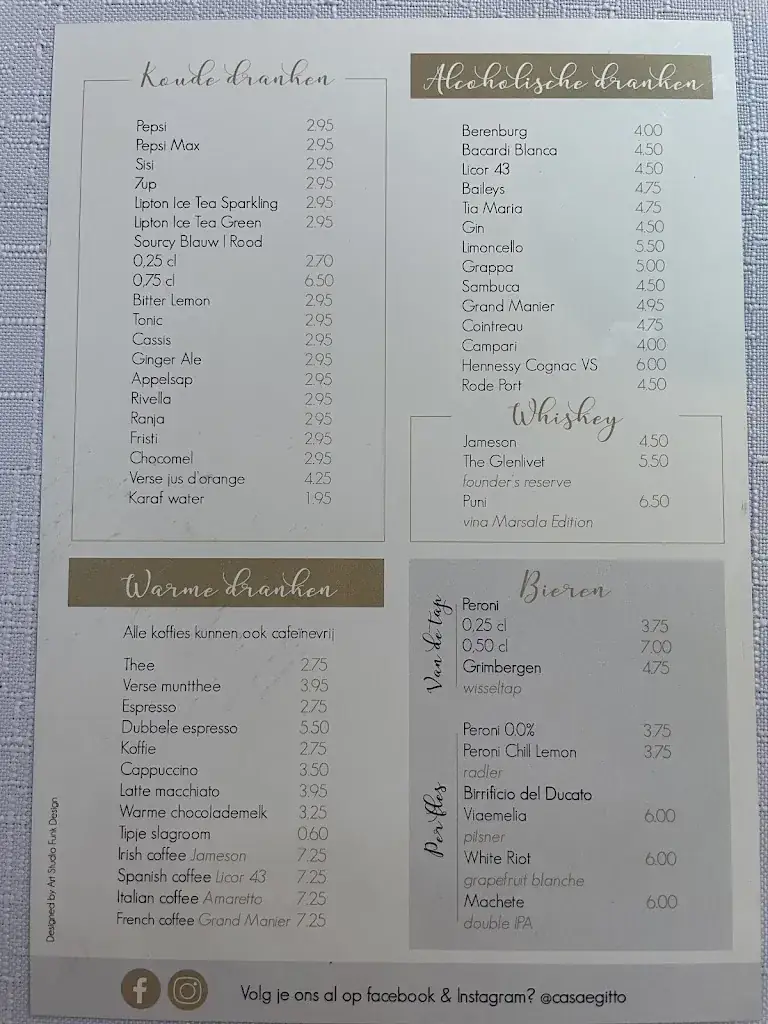 Koude dranken
Pepsi 2.95
Pepsi Max 2.95
Sisi 2.95
7up 2.95
Lipton Ice Tea Sparkling 2.95
Lipton Ice Tea Green 2.95
Sourcy Blauw | Rood
0,25 cl 2.70
0,75 cl 6.50
Bitter Lemon 2.95
Tonic 2.95
Cassis 2.95
Ginger Ale 2.95
Appelsap 2.95
Rivella 2.95
Ranja 2.95
Fristi 2.95
Chocomel 2.95
Verse jus d'orange 4.25
Karaf water 1.95
Warme dranken
Alle koffies kunnen ook cafeïnevrij
Thee 2.75
Verse muntthee 3.95
Espresso 2.75
Dubbele espresso 5.50
Koffie 2.75
Cappuccino 3.50
Latte macchiato 3.95
Warme chocolademelk 3.25
Tipje slagroom 0.60
Irish coffee Jameson 7.25
Spanish coffee Licor 43 7.25
Italian coffee Amaretto 7.25
French coffee Grand Manier 7.25
Designed by Art Studio Funk Design
Alcoholische dranken
Berenburg 4.00
Bacardi Blanca 4.50
Licor 43 4.50
Baileys 4.75
Tia Maria 4.75
Gin 4.50
Limoncello 5.50
Grappa 5.00
Sambuca 4.50
Grand Manier 4.95
Cointreau 4.75
Campari 4.00
Hennessy Cognac VS 6.00
Rode Port 4.50
Whiskey
Jameson 4.50
The Glenlivet 5.50
founder's reserve
Puni 6.50
vina Marsala Edition
Bieren
Van de tap
Peroni
0,25 cl 3.75
0,50 cl 7.00
Grimbergen 4.75
wisseltap
Per fles
Peroni 0.0% 3.75
Peroni Chill Lemon 3.75
radler
Birrificio del Ducato
Viaemelia 6.00
pilsner
White Riot 6.00
grapefruit blanche
Machete 6.00
double IPA
Volg je ons al op facebook & Instagram? @casaegitto